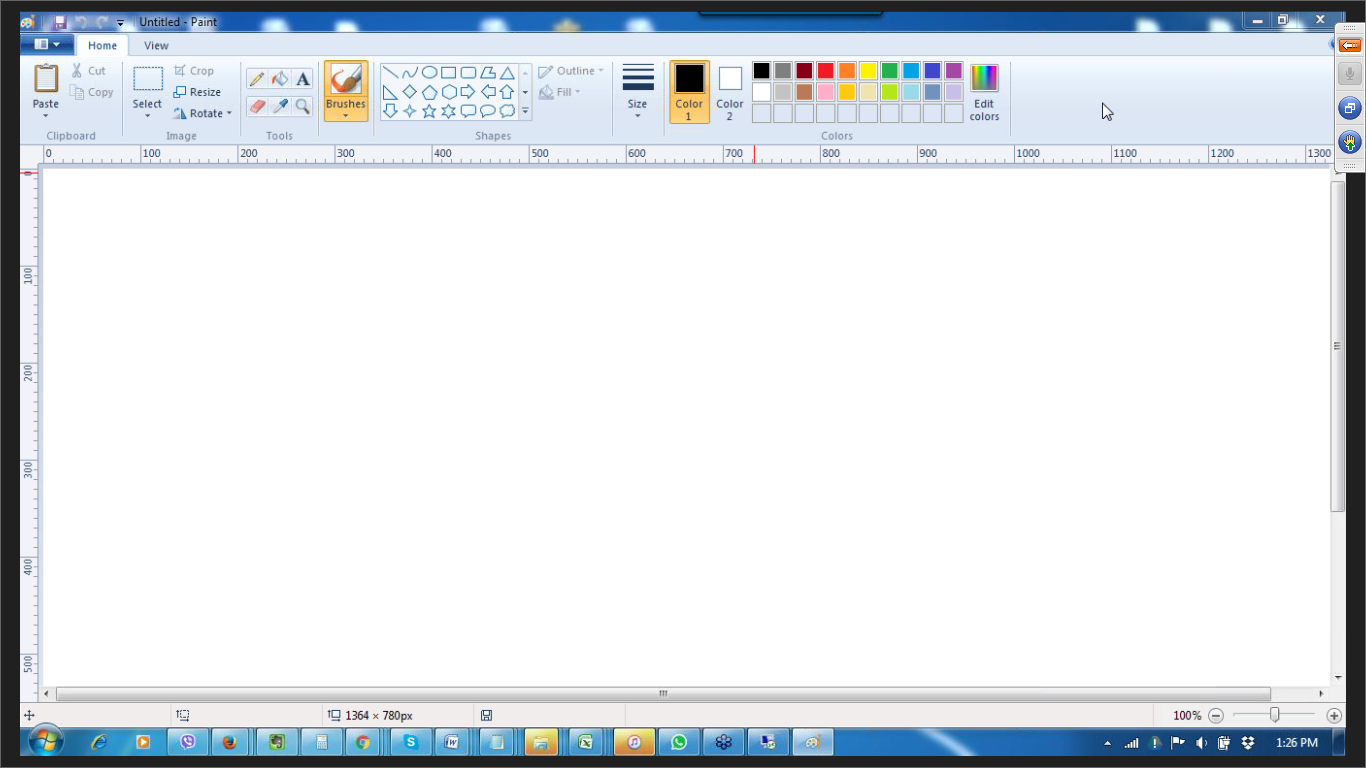 Untitled - Paint
Home View
Cut
Copy
Paste
Clipboard
Crop
Resize
Rotate
Select
Image
A
Tools
Brushes
Outline
Fill
Shapes
Size
Color 1
Color 2
Edit colors
Colors
0 100 200 300 400 500 600 700 800 900 1000 1100 1200 1300
0
100
200
300
400
500
1364 × 780px
100%
1:26 PM